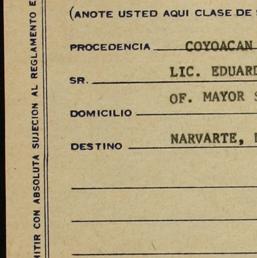 (ANOTE USTED AQUI CLASE DE
PROCEDENCIA COYOACAN
SR. LIC. EDUARD
OF. MAYOR
DOMICILIO
DESTINO NARVARTE,
MITIR CON ABSOLUTA SUJECION AL REGLAMENTO E